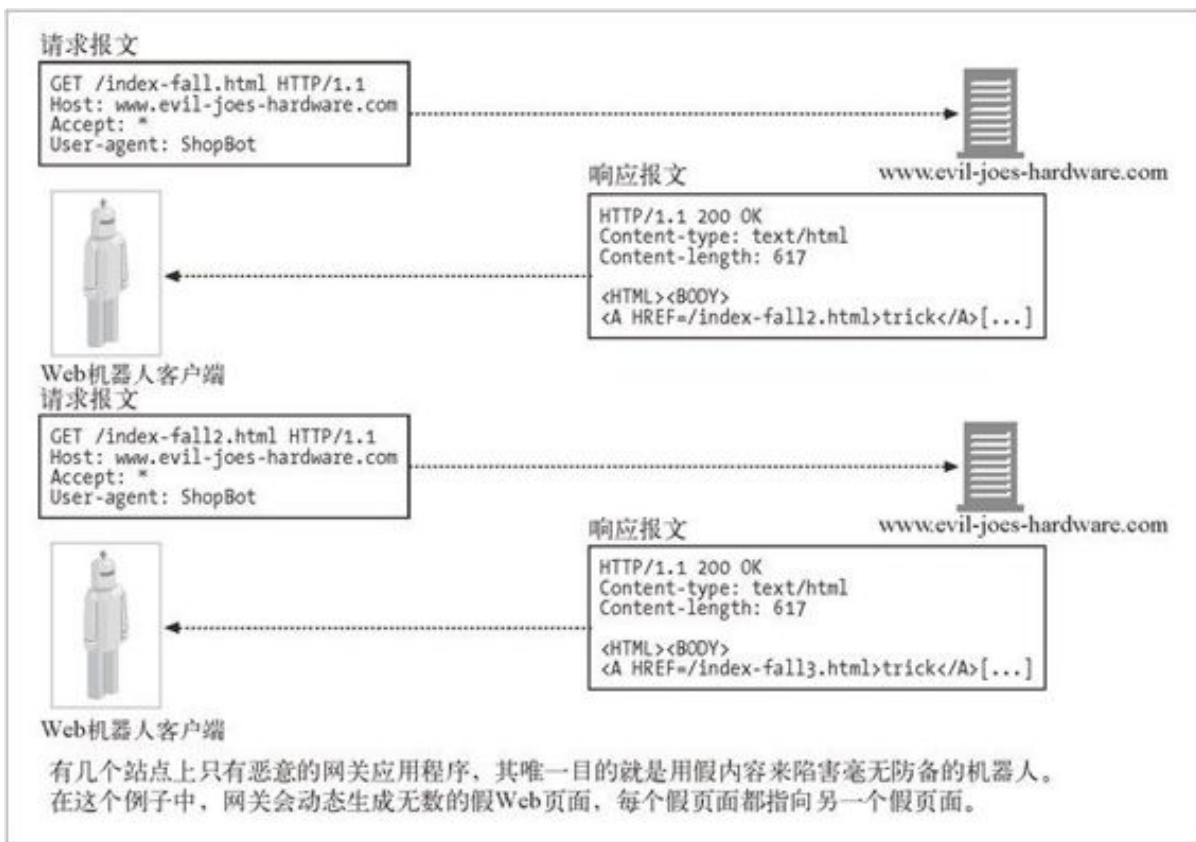 请求报文
GET /index-fall.html HTTP/1.1
Host: www.evil-joes-hardware.com
Accept: *
User-agent: ShopBot
www.evil-joes-hardware.com
响应报文
HTTP/1.1 200 OK
Content-type: text/html
Content-length: 617
<HTML><BODY>
<A HREF=/index-fall2.html>trick</A>[...]
Web机器人客户端
请求报文
GET /index-fall2.html HTTP/1.1
Host: www.evil-joes-hardware.com
Accept: *
User-agent: ShopBot
www.evil-joes-hardware.com
响应报文
HTTP/1.1 200 OK
Content-type: text/html
Content-length: 617
<HTML><BODY>
<A HREF=/index-fall3.html>trick</A>[...]
Web机器人客户端
有几个站点上只有恶意的网关应用程序，其唯一目的就是用假内容来陷害毫无防备的机器人。
在这个例子中，网关会动态生成无数的假Web页面，每个假页面都指向另一个假页面。